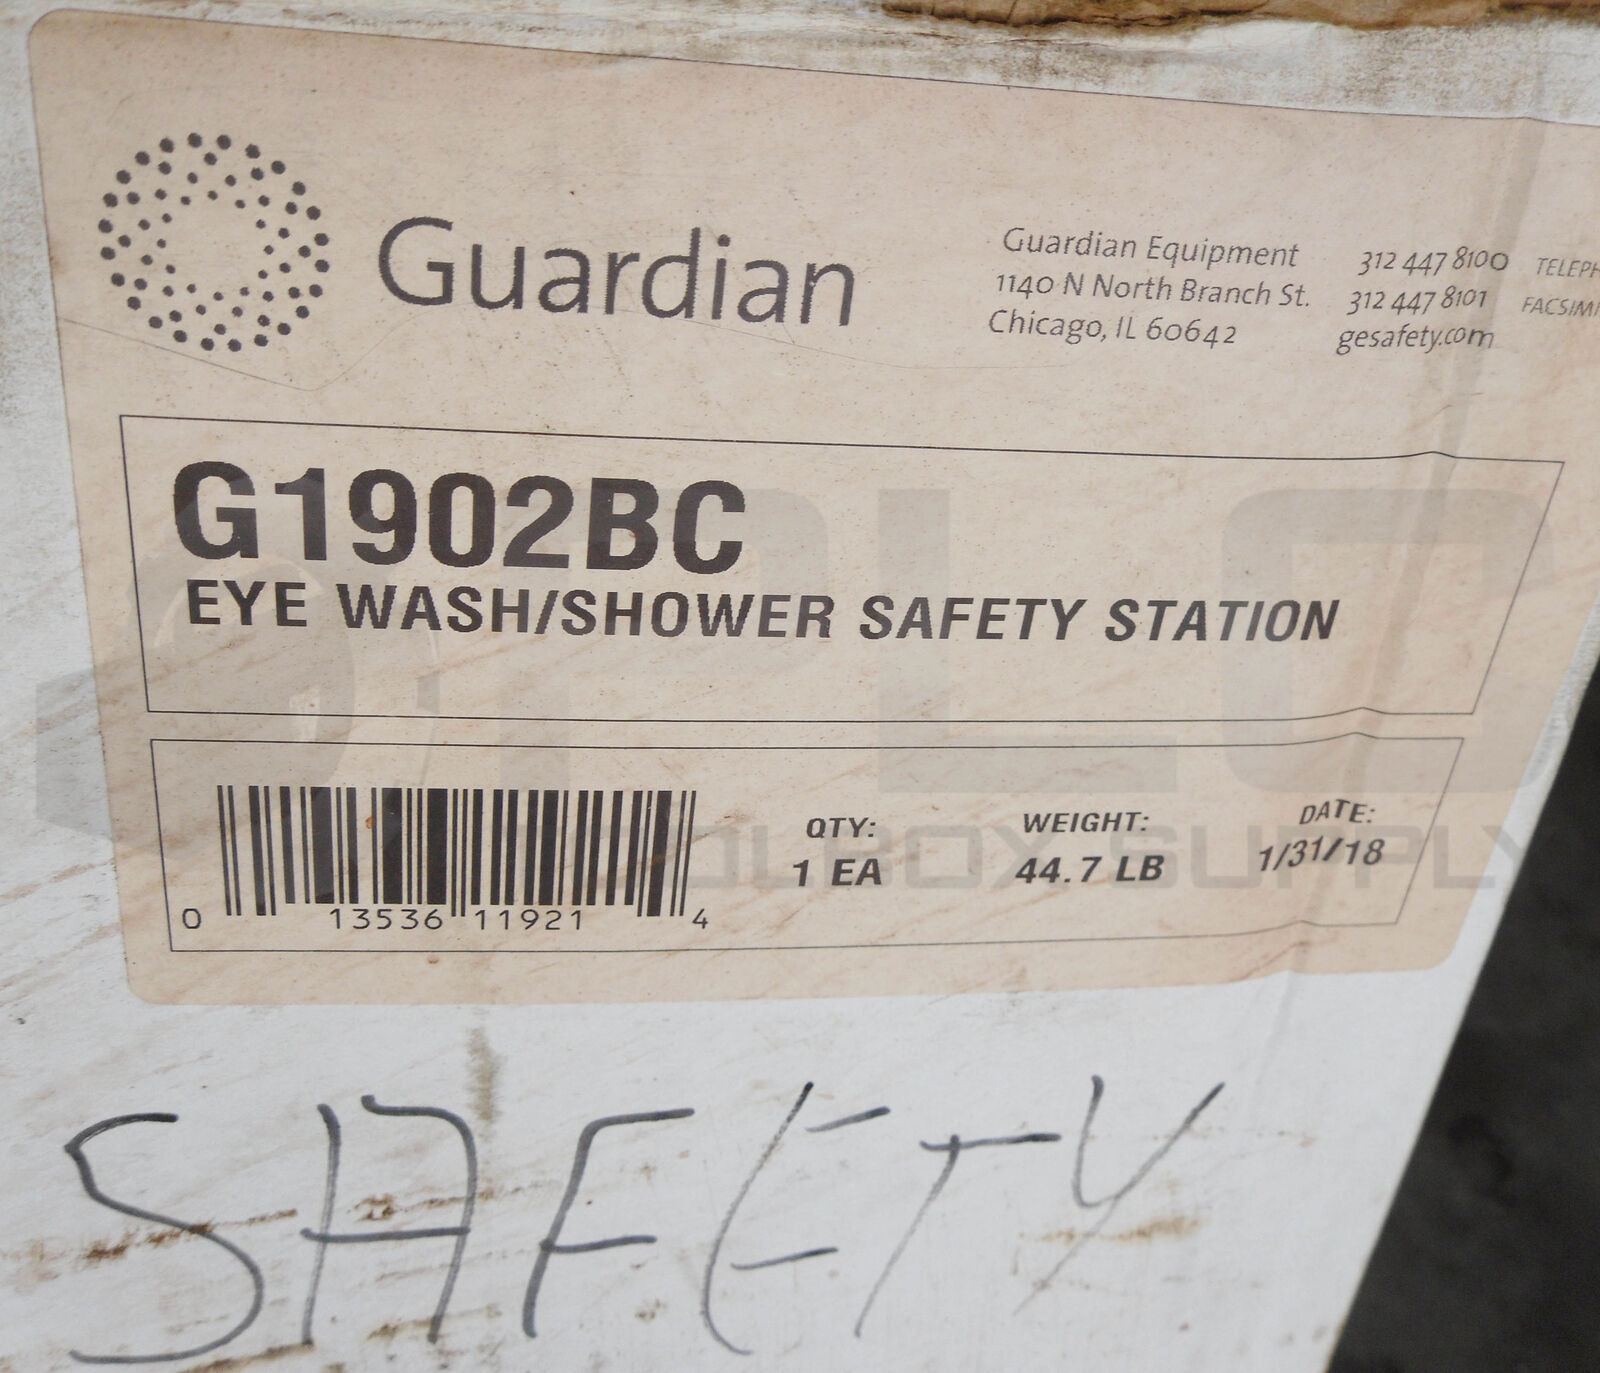 Guardian
Guardian Equipment
1140 N North Branch St.
Chicago, IL 60642
312 447 8100
312 447 8101
gesafety.com
G1902BC
EYE WASH/SHOWER SAFETY STATION
0 13536 11921 4
QTY:
1 EA
WEIGHT:
44.7 LB
DATE:
1/31/18
SAFETY